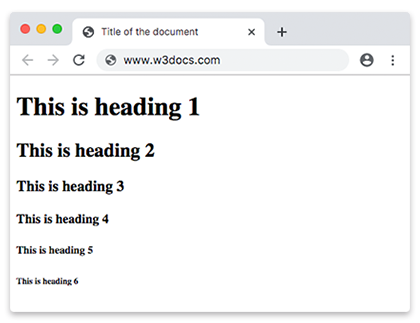 Title of the document
www.w3docs.com
This is heading 1
This is heading 2
This is heading 3
This is heading 4
This is heading 5
This is heading 6